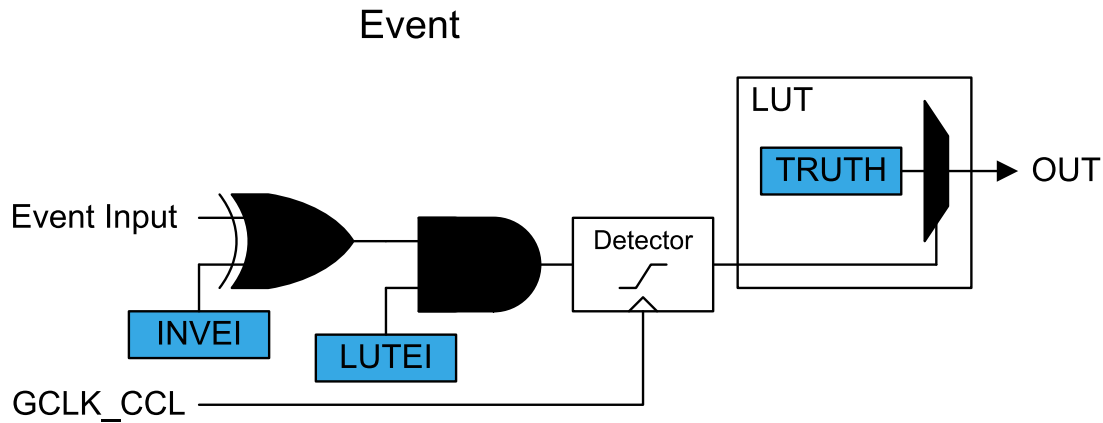 Event
LUT
TRUTH
OUT
Event Input
Detector
INVEI
LUTEI
GCLK_CCL